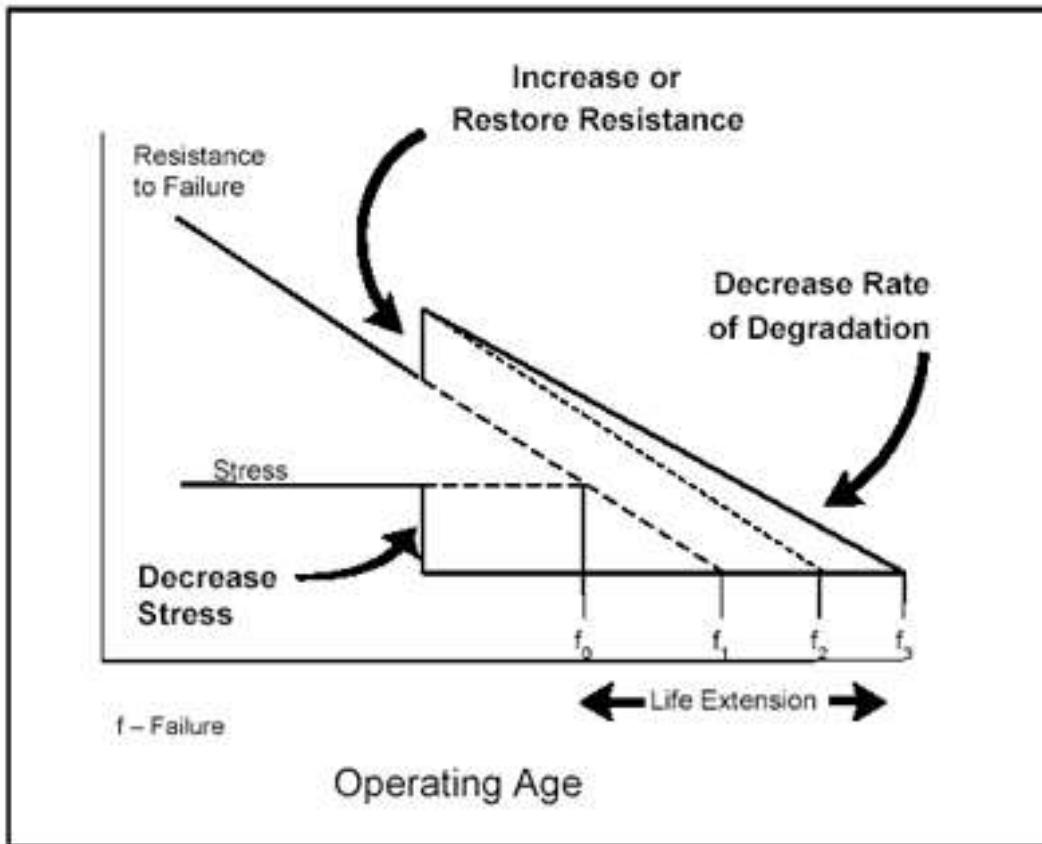 Increase or
Restore Resistance
Resistance
to Failure
Decrease Rate
of Degradation
Stress
Decrease
Stress
f₀
f₁
f₂
f₃
Life Extension
f – Failure
Operating Age